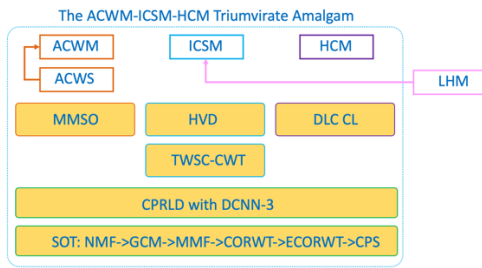 The ACWM-ICSM-HCM Triumvirate Amalgam
ACWM
ICSM
HCM
ACWS
LHM
MMSO
HVD
DLC CL
TWSC-CWT
CPRLD with DCNN-3
SOT: NMF->GCM->MMF->CORWT->ECORWT->CPS